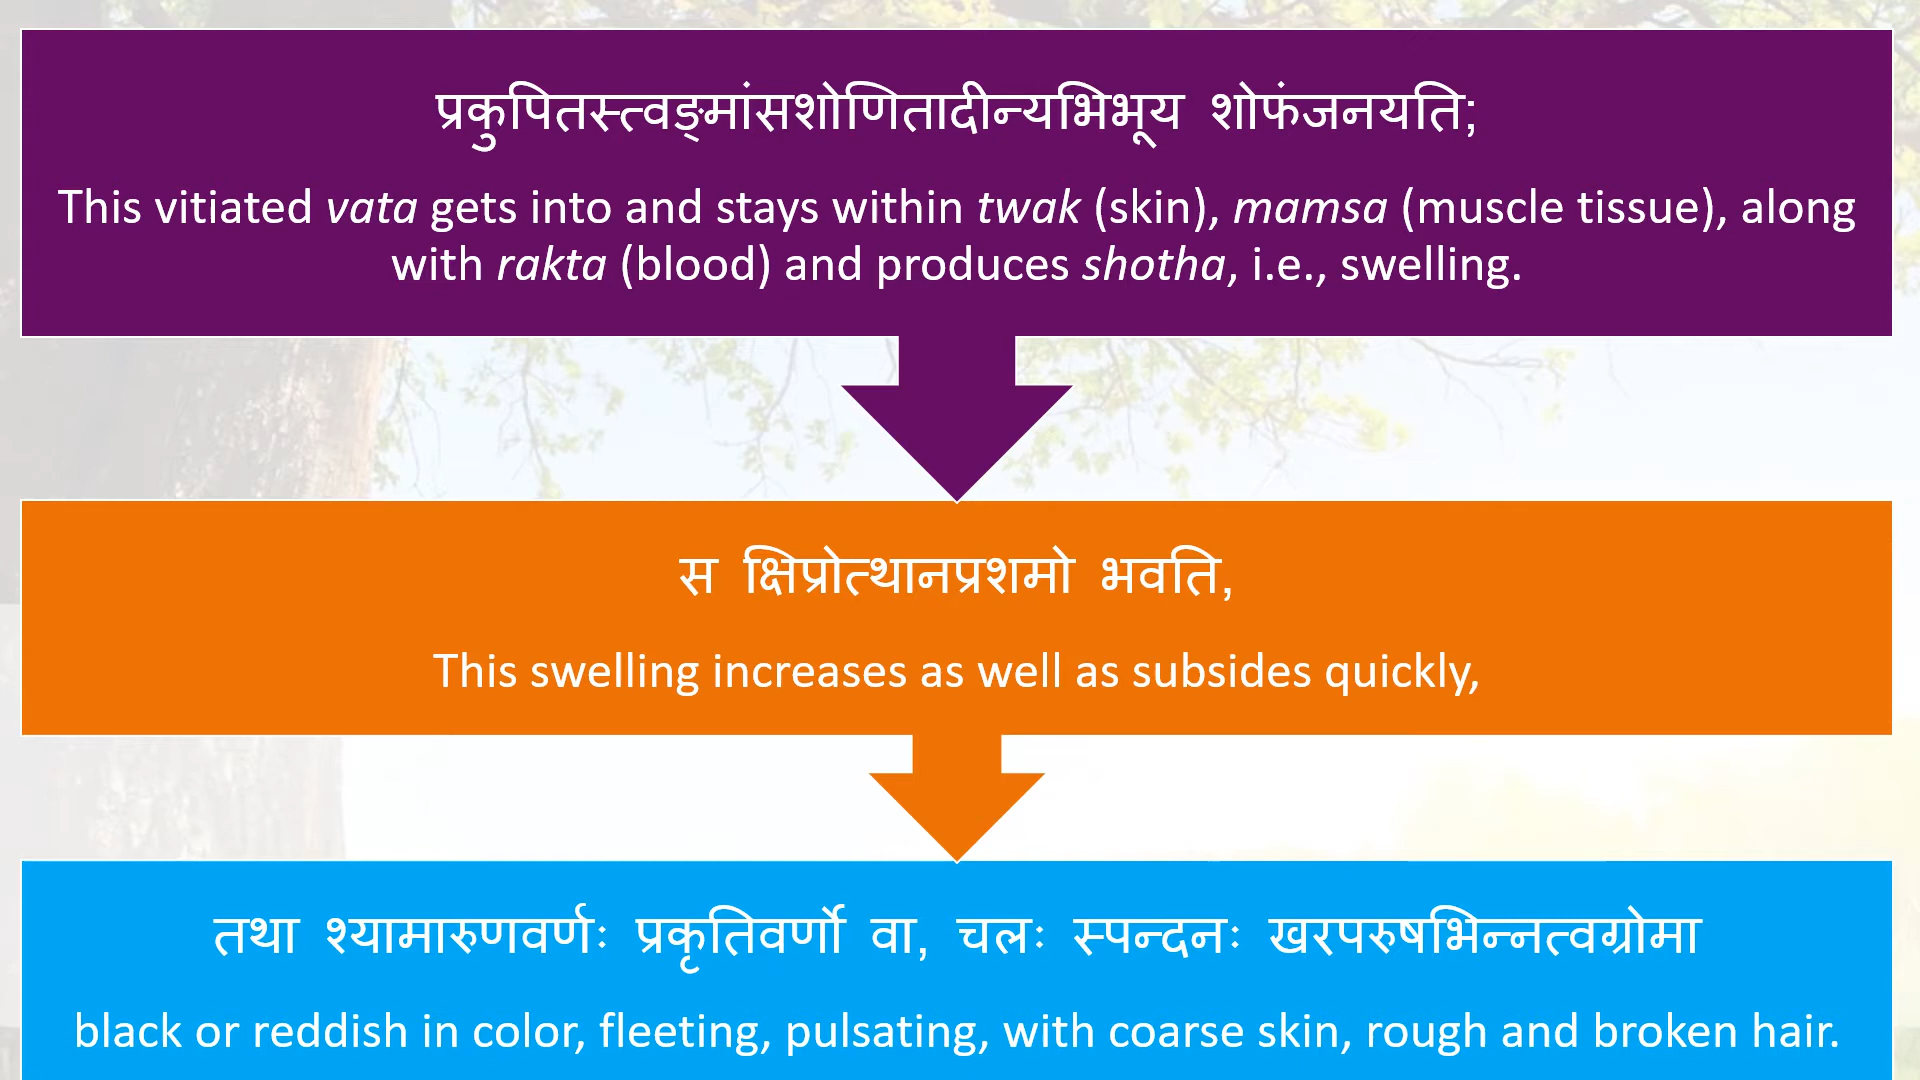 प्रकुपितस्त्वङ्मांसशोणितादीन्यभिभूय शोफंजनयति;
This vitiated vata gets into and stays within twak (skin), mamsa (muscle tissue), along
with rakta (blood) and produces shotha, i.e., swelling.
स क्षिप्रोत्थानप्रशमो भवति,
This swelling increases as well as subsides quickly,
तथा श्यामारुणवर्णः प्रकृतिवर्णो वा, चलः स्पन्दनः खरपरुषभिन्नत्वग्रोमा
black or reddish in color, fleeting, pulsating, with coarse skin, rough and broken hair.